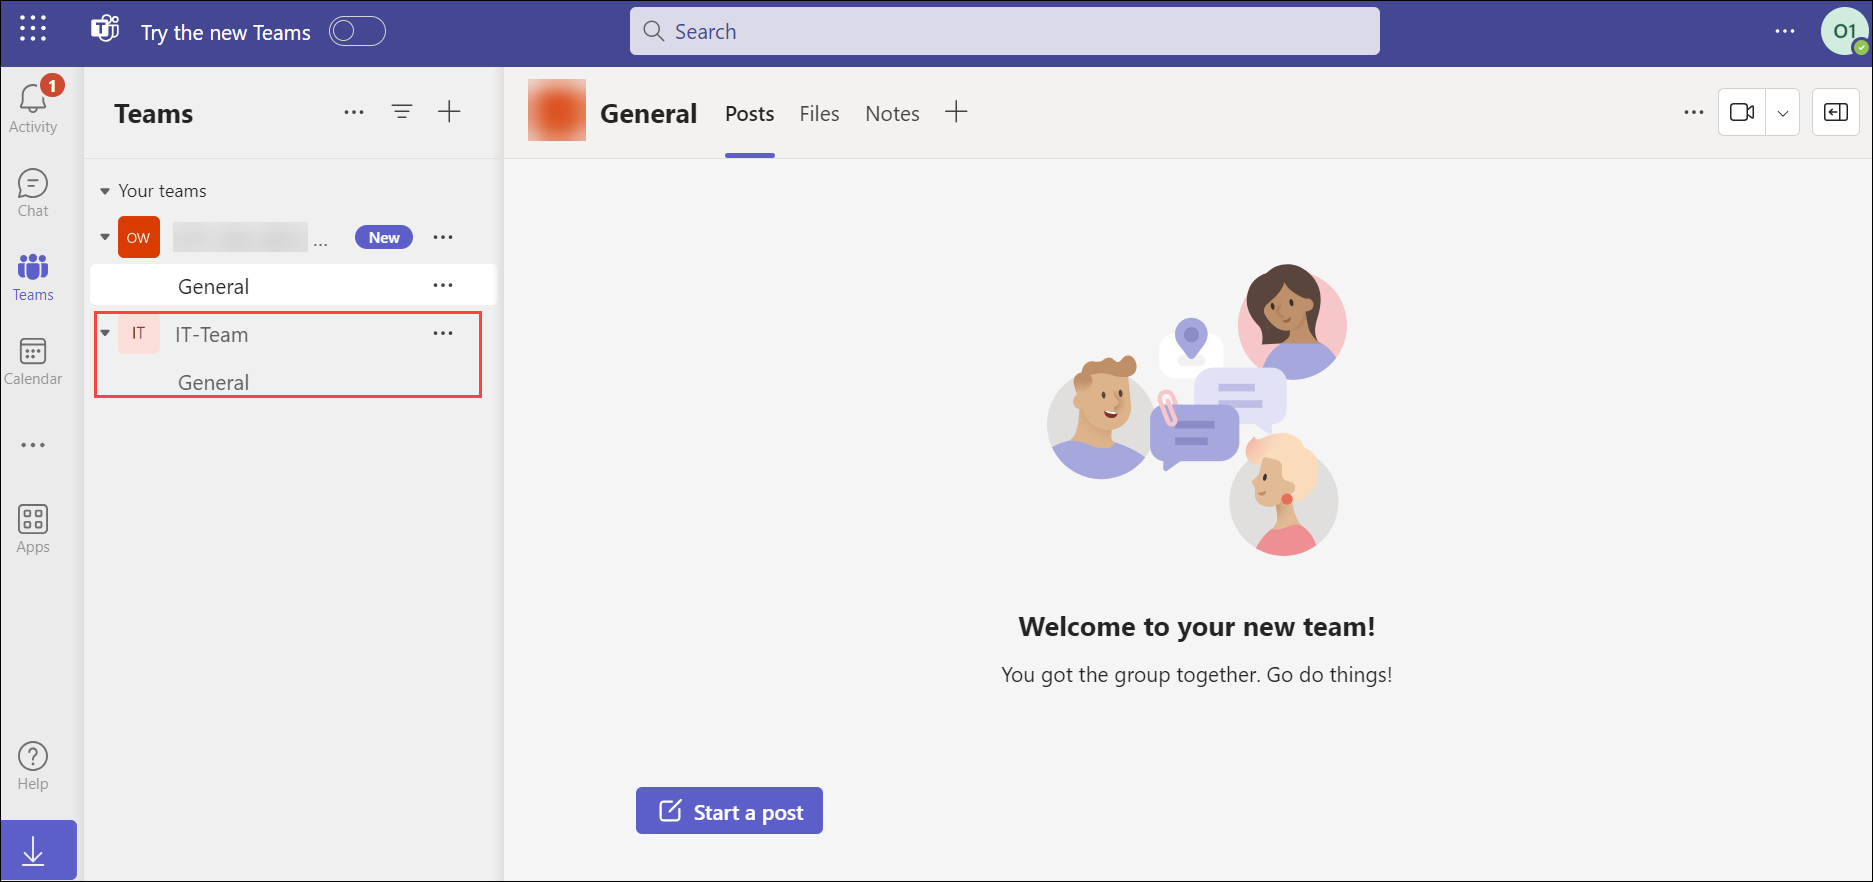 Try the new Teams
Search
O1
1
Activity
Chat
Teams
Calendar
Apps
Help
Teams
Your teams
OW
...
New
General
IT
IT-Team
General
General
Posts
Files
Notes
Welcome to your new team!
You got the group together. Go do things!
Start a post